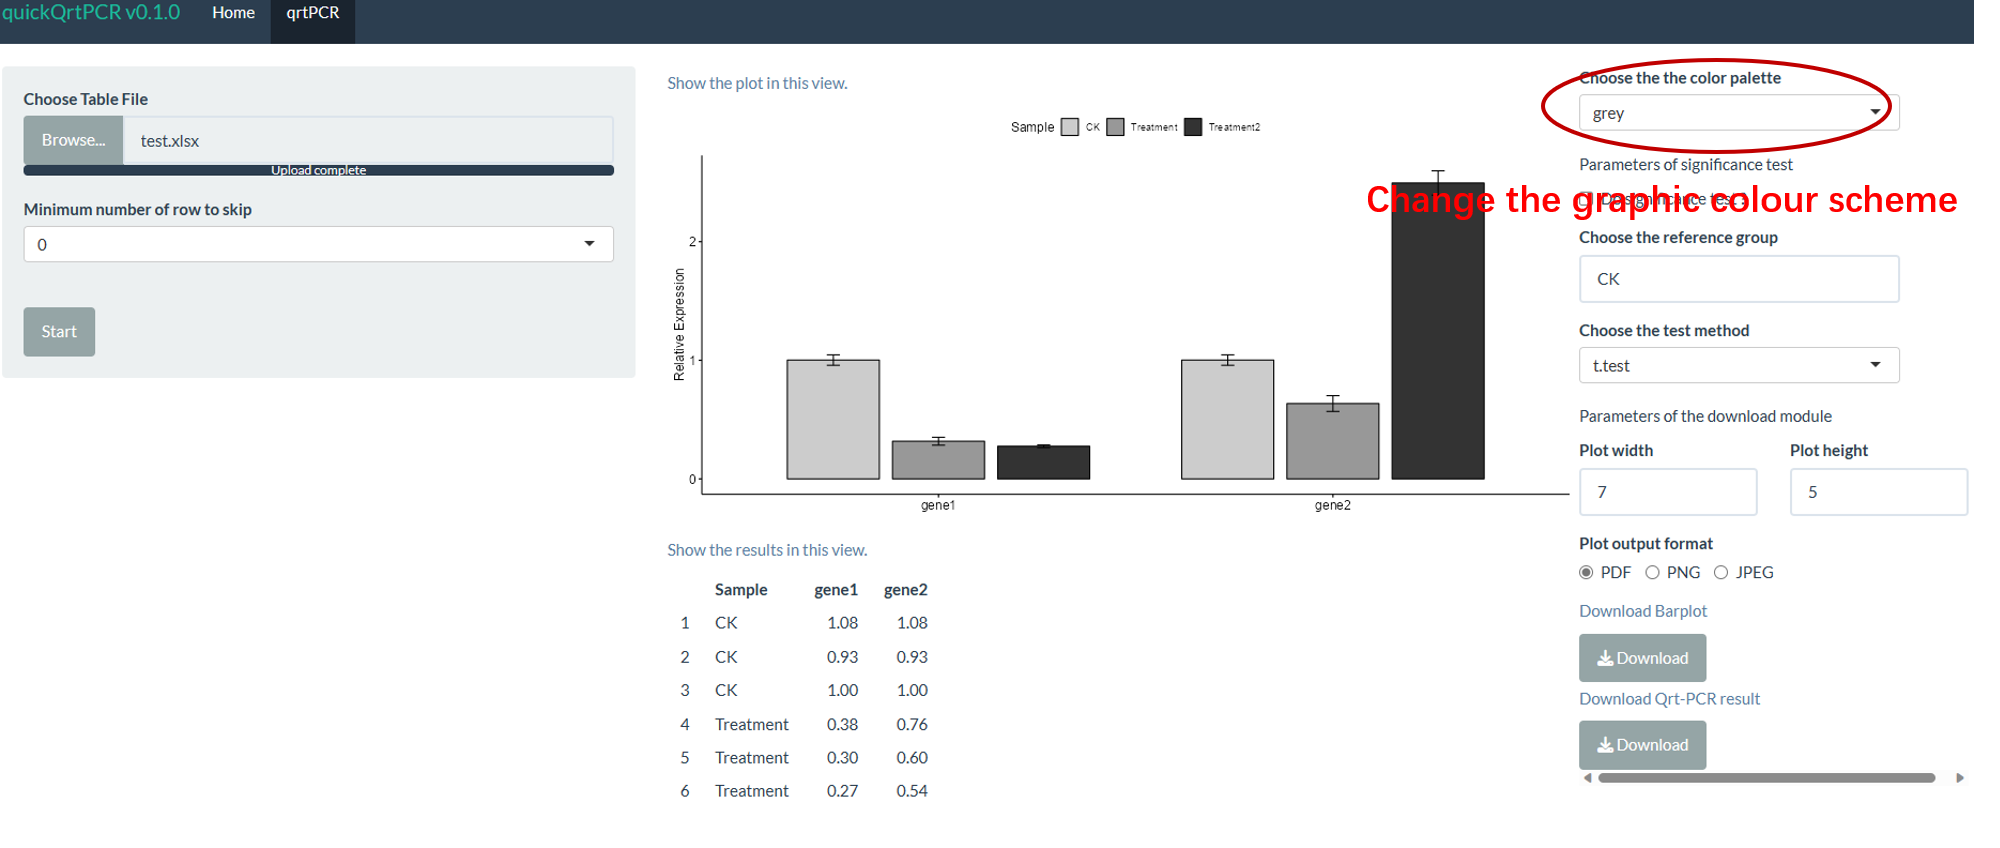 quickQrtPCR v0.1.0 Home qrtPCR
Choose Table File
Browse... test.xlsx
Upload complete
Minimum number of row to skip
0
Start
Show the plot in this view.
Sample CK Treatment Treatment2
Relative Expression
2
1
0
gene1 gene2
Show the results in this view.
Sample gene1 gene2
1 CK 1.08 1.08
2 CK 0.93 0.93
3 CK 1.00 1.00
4 Treatment 0.38 0.76
5 Treatment 0.30 0.60
6 Treatment 0.27 0.54
Choose the the color palette
grey
Parameters of significance test
Do significance test?
Change the graphic colour scheme
Choose the reference group
CK
Choose the test method
t.test
Parameters of the download module
Plot width Plot height
7 5
Plot output format
PDF PNG JPEG
Download Barplot
Download
Download Qrt-PCR result
Download